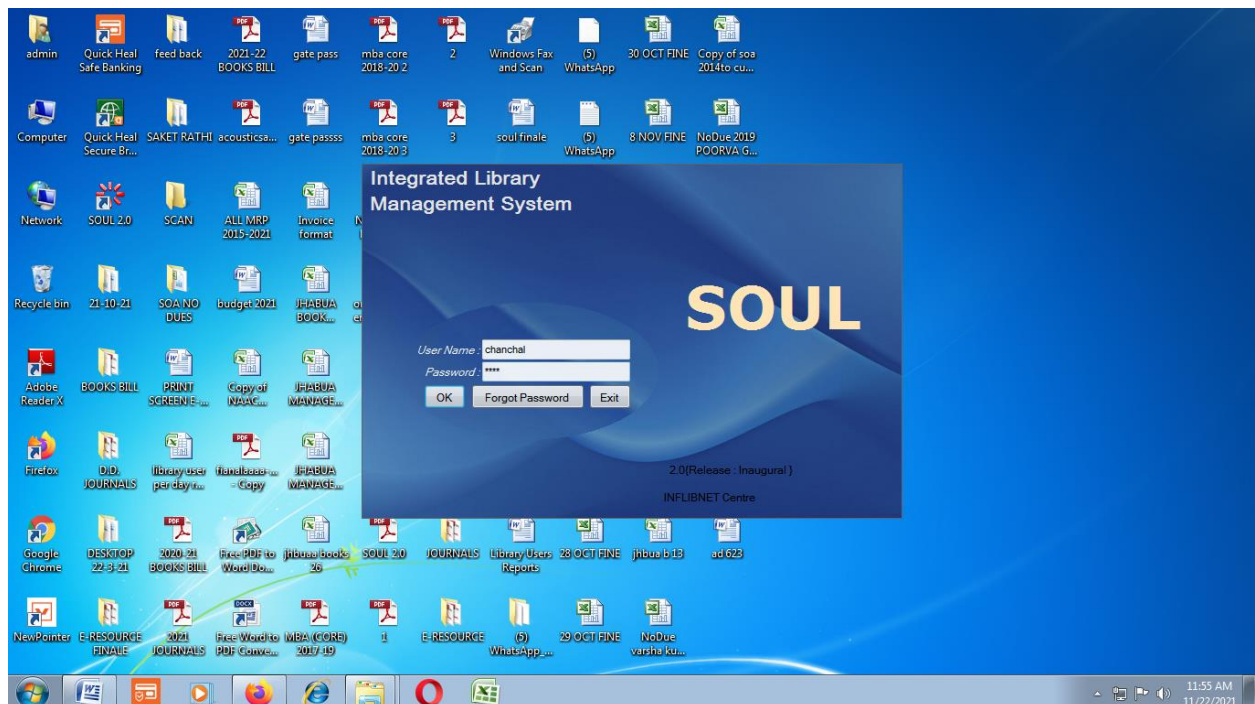 admin
Quick Heal
Safe Banking
feed back
2021-22
BOOKS BILL
gate pass
mba core
2018-20 2
2
Windows Fax
and Scan
(5)
WhatsApp
30 OCT FINE
Copy of soa
2014to cu...
Computer
Quick Heal
Secure Br...
SAKET RATHI
acousticsa...
gate passss
mba core
2018-20 3
3
soul finale
(5)
WhatsApp
8 NOV FINE
NoDue 2019
POORVA G...
Integrated Library
Management System
Network
SOUL 2.0
SCAN
ALL MRP
2015-2021
Invoice
format
Recycle bin
21-10-21
SOA NO
DUES
budget 2021
JHABUA
BOOK...
SOUL
User Name : chanchal
Password : ****
OK
Forgot Password
Exit
Adobe
Reader X
BOOKS BILL
PRINT
SCREEN E-...
Copy of
NAAC...
JHABUA
MANAGE...
Firefox
D.D.
JOURNALS
library user
per day r...
fianalaaaa-...
- Copy
JHABUA
MANAGE...
2.0{Release : Inaugural }
INFLIBNET Centre
Google
Chrome
DESKTOP
22-3-21
2020-21
BOOKS BILL
Free PDF to
Word Do...
jhbuaa books
26
SOUL 2.0
JOURNALS
Library Users
Reports
28 OCT FINE
jhbua b 13
ad 623
NewPointer
E-RESOURCE
FINALE
2021
JOURNALS
Free Word to
PDF Conve...
MBA (CORE)
2017-19
1
E-RESOURCE
(5)
WhatsApp_...
29 OCT FINE
NoDue
varsha ku...
11:55 AM
11/22/2021